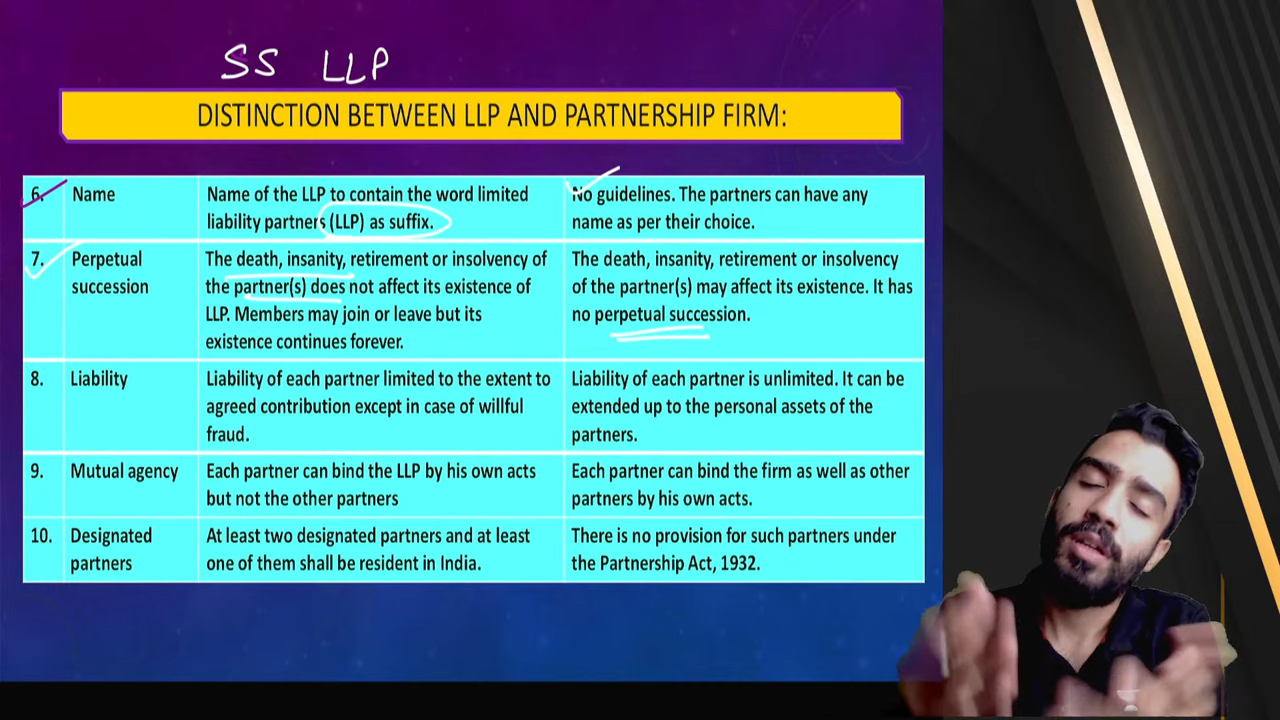 SS LLP
DISTINCTION BETWEEN LLP AND PARTNERSHIP FIRM:
6. Name
Name of the LLP to contain the word limited
liability partners (LLP) as suffix.
No guidelines. The partners can have any
name as per their choice.
7. Perpetual
succession
The death, insanity, retirement or insolvency of
the partner(s) does not affect its existence of
LLP. Members may join or leave but its
existence continues forever.
The death, insanity, retirement or insolvency
of the partner(s) may affect its existence. It has
no perpetual succession.
8. Liability
Liability of each partner limited to the extent to
agreed contribution except in case of willful
fraud.
Liability of each partner is unlimited. It can be
extended up to the personal assets of the
partners.
9. Mutual agency
Each partner can bind the LLP by his own acts
but not the other partners
Each partner can bind the firm as well as other
partners by his own acts.
10. Designated
partners
At least two designated partners and at least
one of them shall be resident in India.
There is no provision for such partners under
the Partnership Act, 1932.